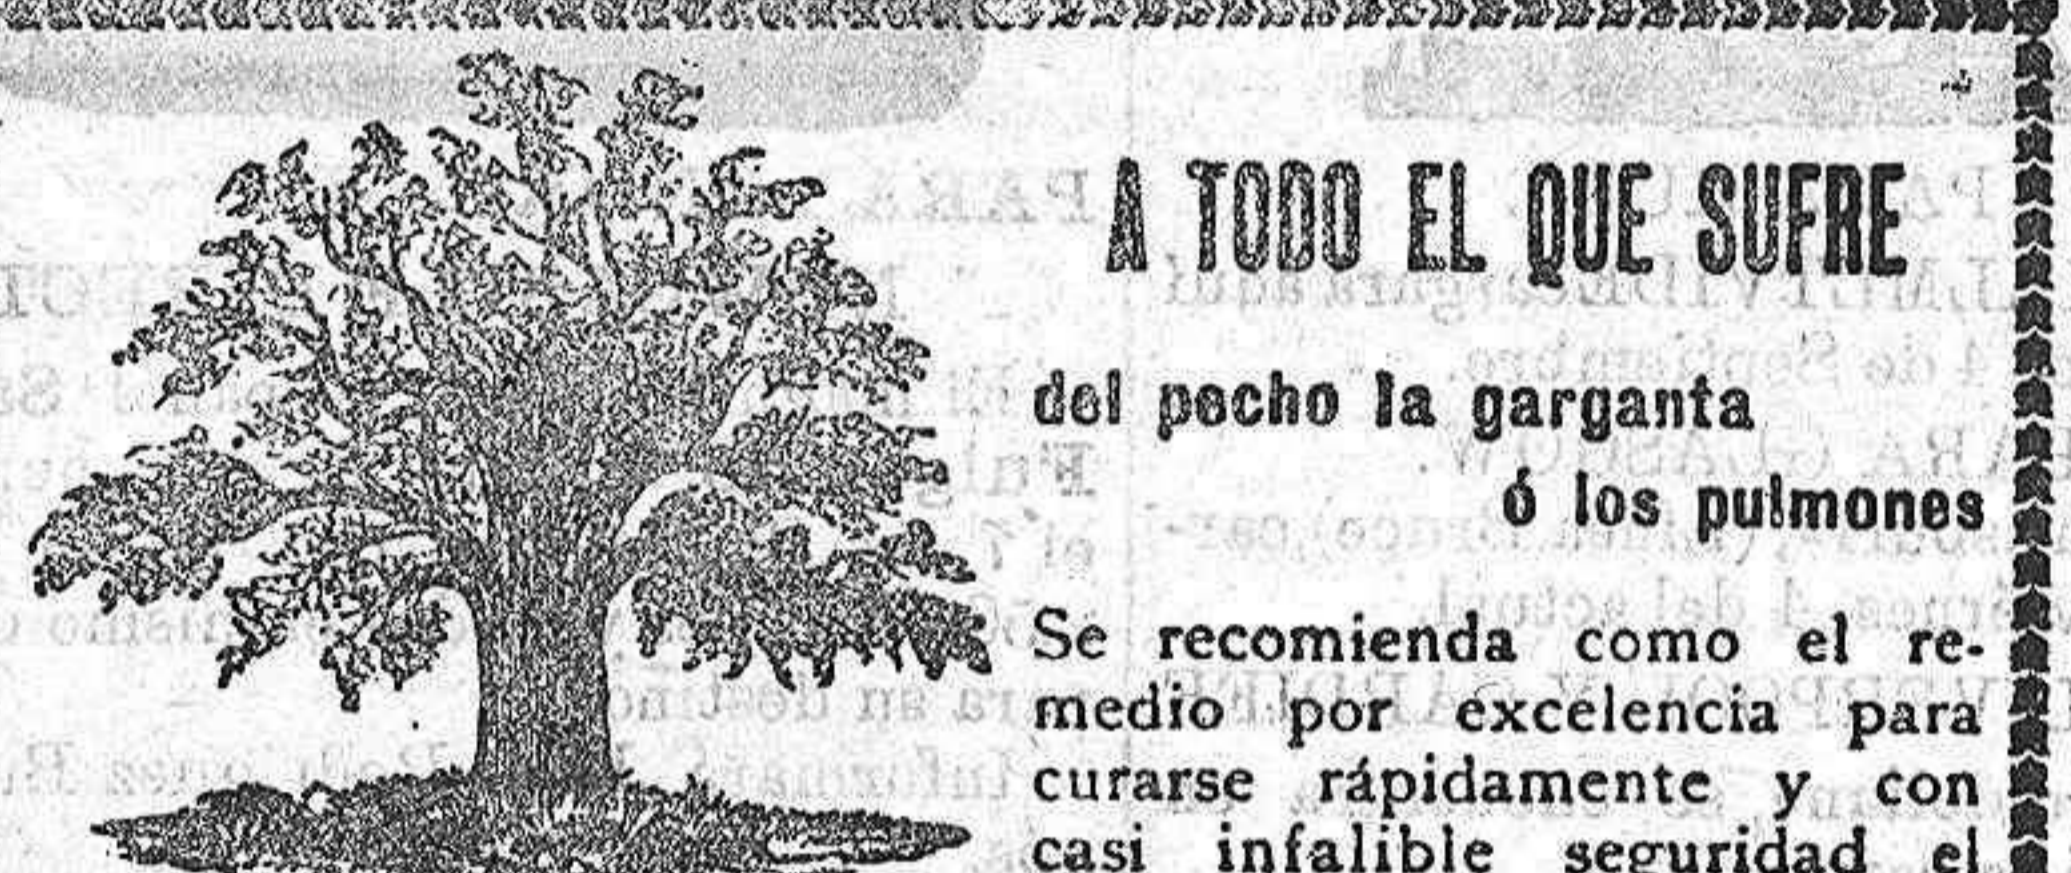 A TODO EL QUE SUFRE
del pecho la garganta
ó los pulmones
Se recomienda como el re-
medio por excelencia para
curarse rápidamente y con
casi infalible seguridad el